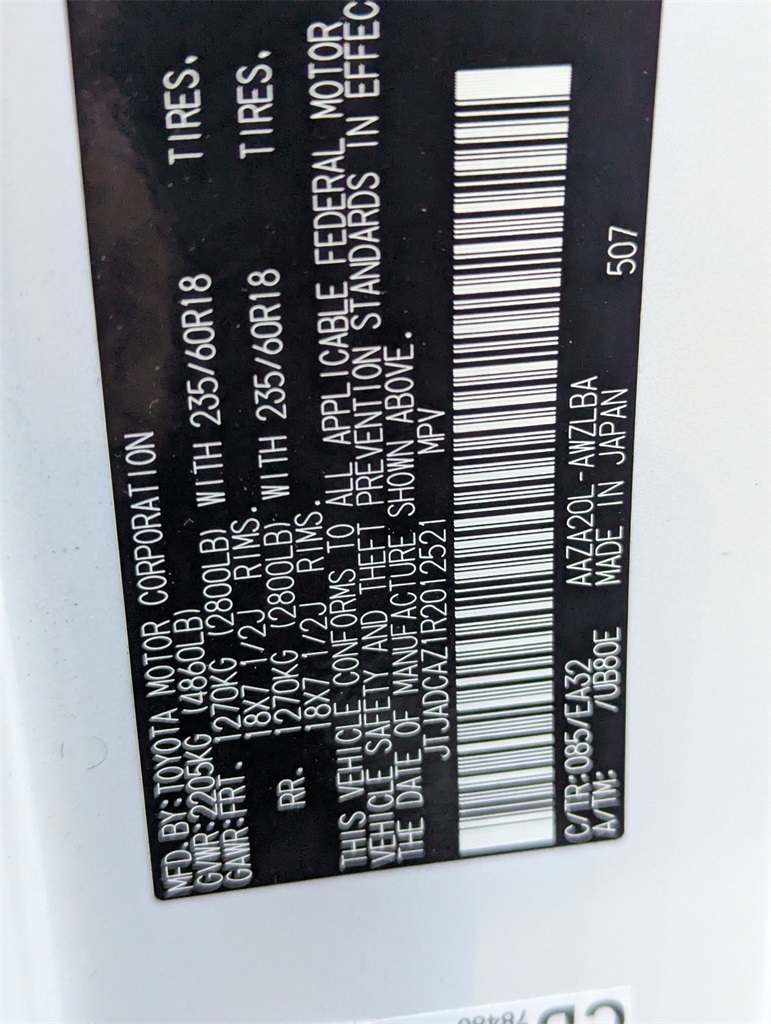 MFD.BY:TOYOTA MOTOR CORPORATION
GVWR:2205KG (4860LB)
GAWR:FRT. 1270KG (2800LB) WITH 235/60R18 TIRES,
18X7 1/2J RIMS.
RR. 1270KG (2800LB) WITH 235/60R18 TIRES,
18X7 1/2J RIMS.
THIS VEHICLE CONFORMS TO ALL APPLICABLE FEDERAL MOTOR
VEHICLE SAFETY AND THEFT PREVENTION STANDARDS IN EFFEC
THE DATE OF MANUFACTURE SHOWN ABOVE.
JTJADCAZ1R2012521 MPV
C/TR:085/EA32 AAZA20L-AWZLBA
A/TM: /UB80E MADE IN JAPAN 507